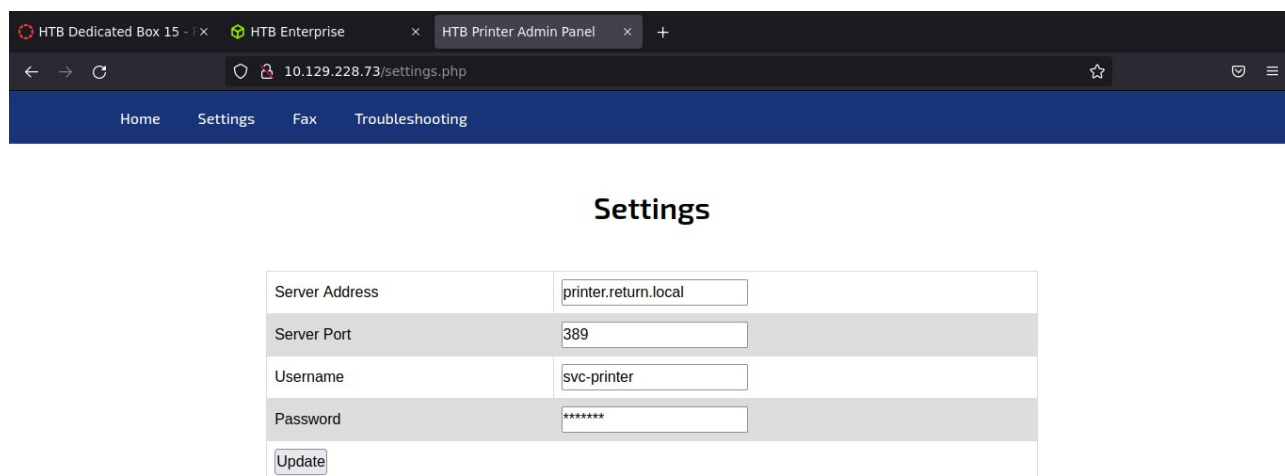 HTB Dedicated Box 15 - HTB Enterprise HTB Printer Admin Panel
10.129.228.73/settings.php
Home Settings Fax Troubleshooting
Settings
Server Address printer.return.local
Server Port 389
Username svc-printer
Password *******
Update